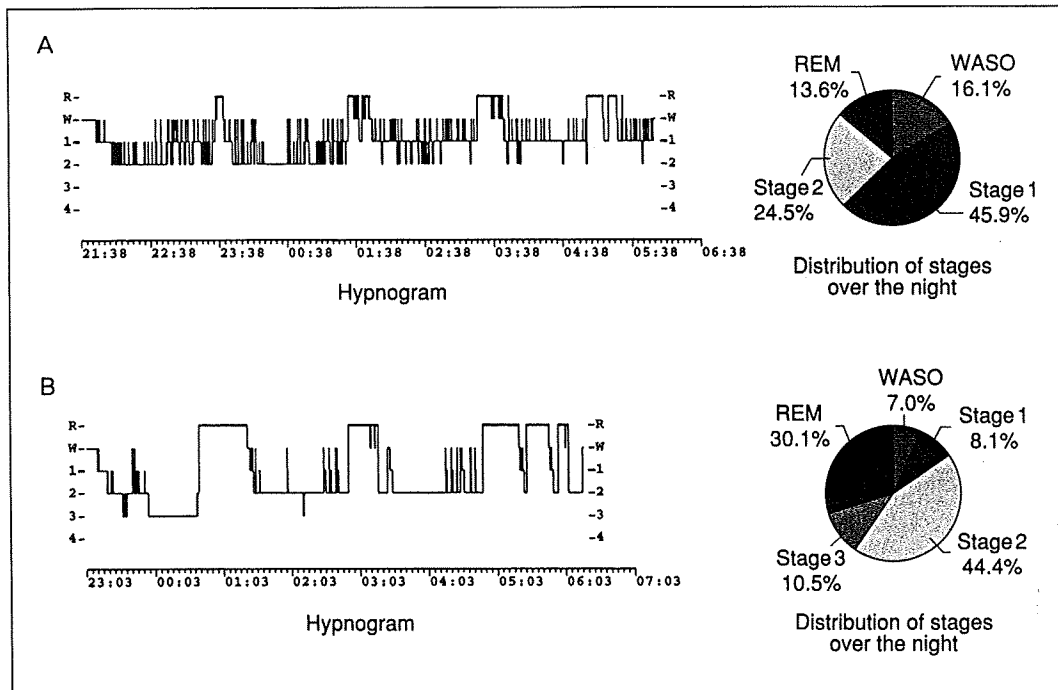 A
R-
W-
1-
2-
3-
4-
-R
-W
-1
-2
-3
-4
21:38 22:38 23:38 00:38 01:38 02:38 03:38 04:38 05:38 06:38
Hypnogram
REM
13.6%
WASO
16.1%
Stage 2
24.5%
Stage 1
45.9%
Distribution of stages
over the night
B
R-
W-
1-
2-
3-
4-
-R
-W
-1
-2
-3
-4
23:03 00:03 01:03 02:03 03:03 04:03 05:03 06:03 07:03
Hypnogram
WASO
7.0%
REM
30.1%
Stage 1
8.1%
Stage 3
10.5%
Stage 2
44.4%
Distribution of stages
over the night